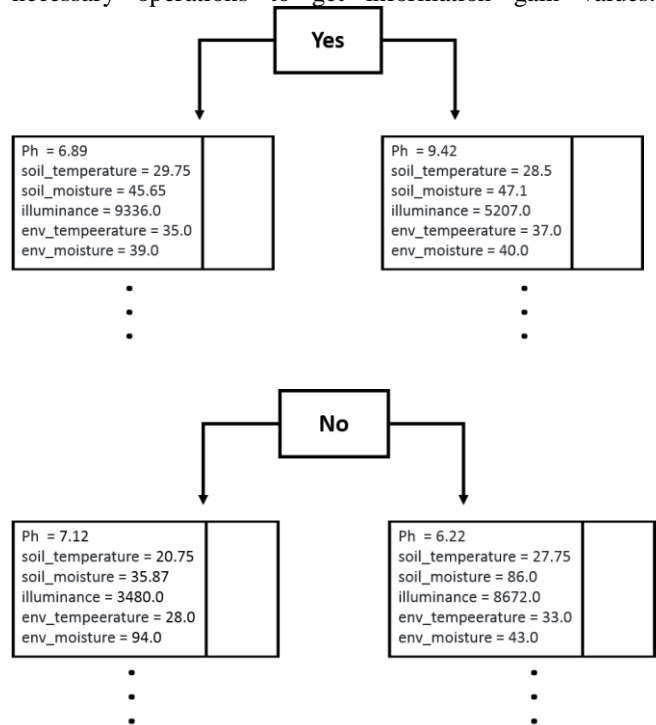 necessary operations to get information gain values.
Yes
Ph = 6.89
soil_temperature = 29.75
soil_moisture = 45.65
illuminance = 9336.0
env_tempeerature = 35.0
env_moisture = 39.0
Ph = 9.42
soil_temperature = 28.5
soil_moisture = 47.1
illuminance = 5207.0
env_tempeerature = 37.0
env_moisture = 40.0
No
Ph = 7.12
soil_temperature = 20.75
soil_moisture = 35.87
illuminance = 3480.0
env_tempeerature = 28.0
env_moisture = 94.0
Ph = 6.22
soil_temperature = 27.75
soil_moisture = 86.0
illuminance = 8672.0
env_tempeerature = 33.0
env_moisture = 43.0